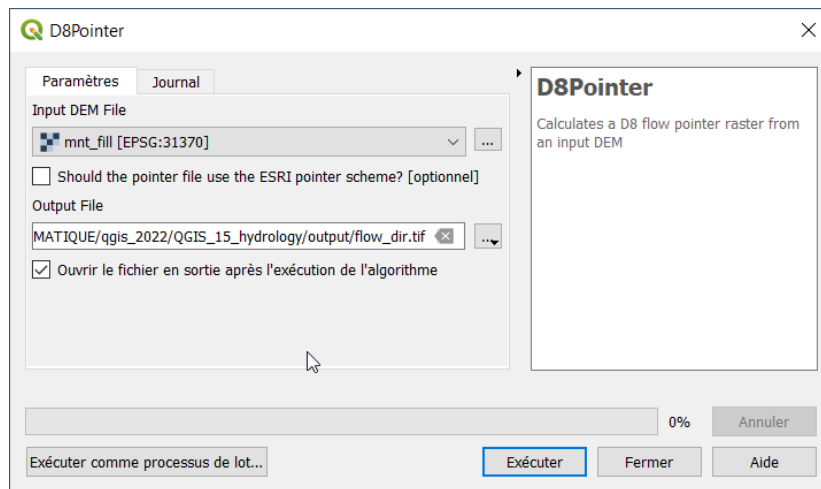 D8Pointer
Paramètres
Journal
Input DEM File
mnt_fill [EPSG:31370]
...
Should the pointer file use the ESRI pointer scheme? [optionnel]
Output File
MATIQUE/qgis_2022/QGIS_15_hydrology/output/flow_dir.tif
...
Ouvrir le fichier en sortie après l'exécution de l'algorithme
D8Pointer
Calculates a D8 flow pointer raster from
an input DEM
0%
Annuler
Exécuter comme processus de lot...
Exécuter
Fermer
Aide